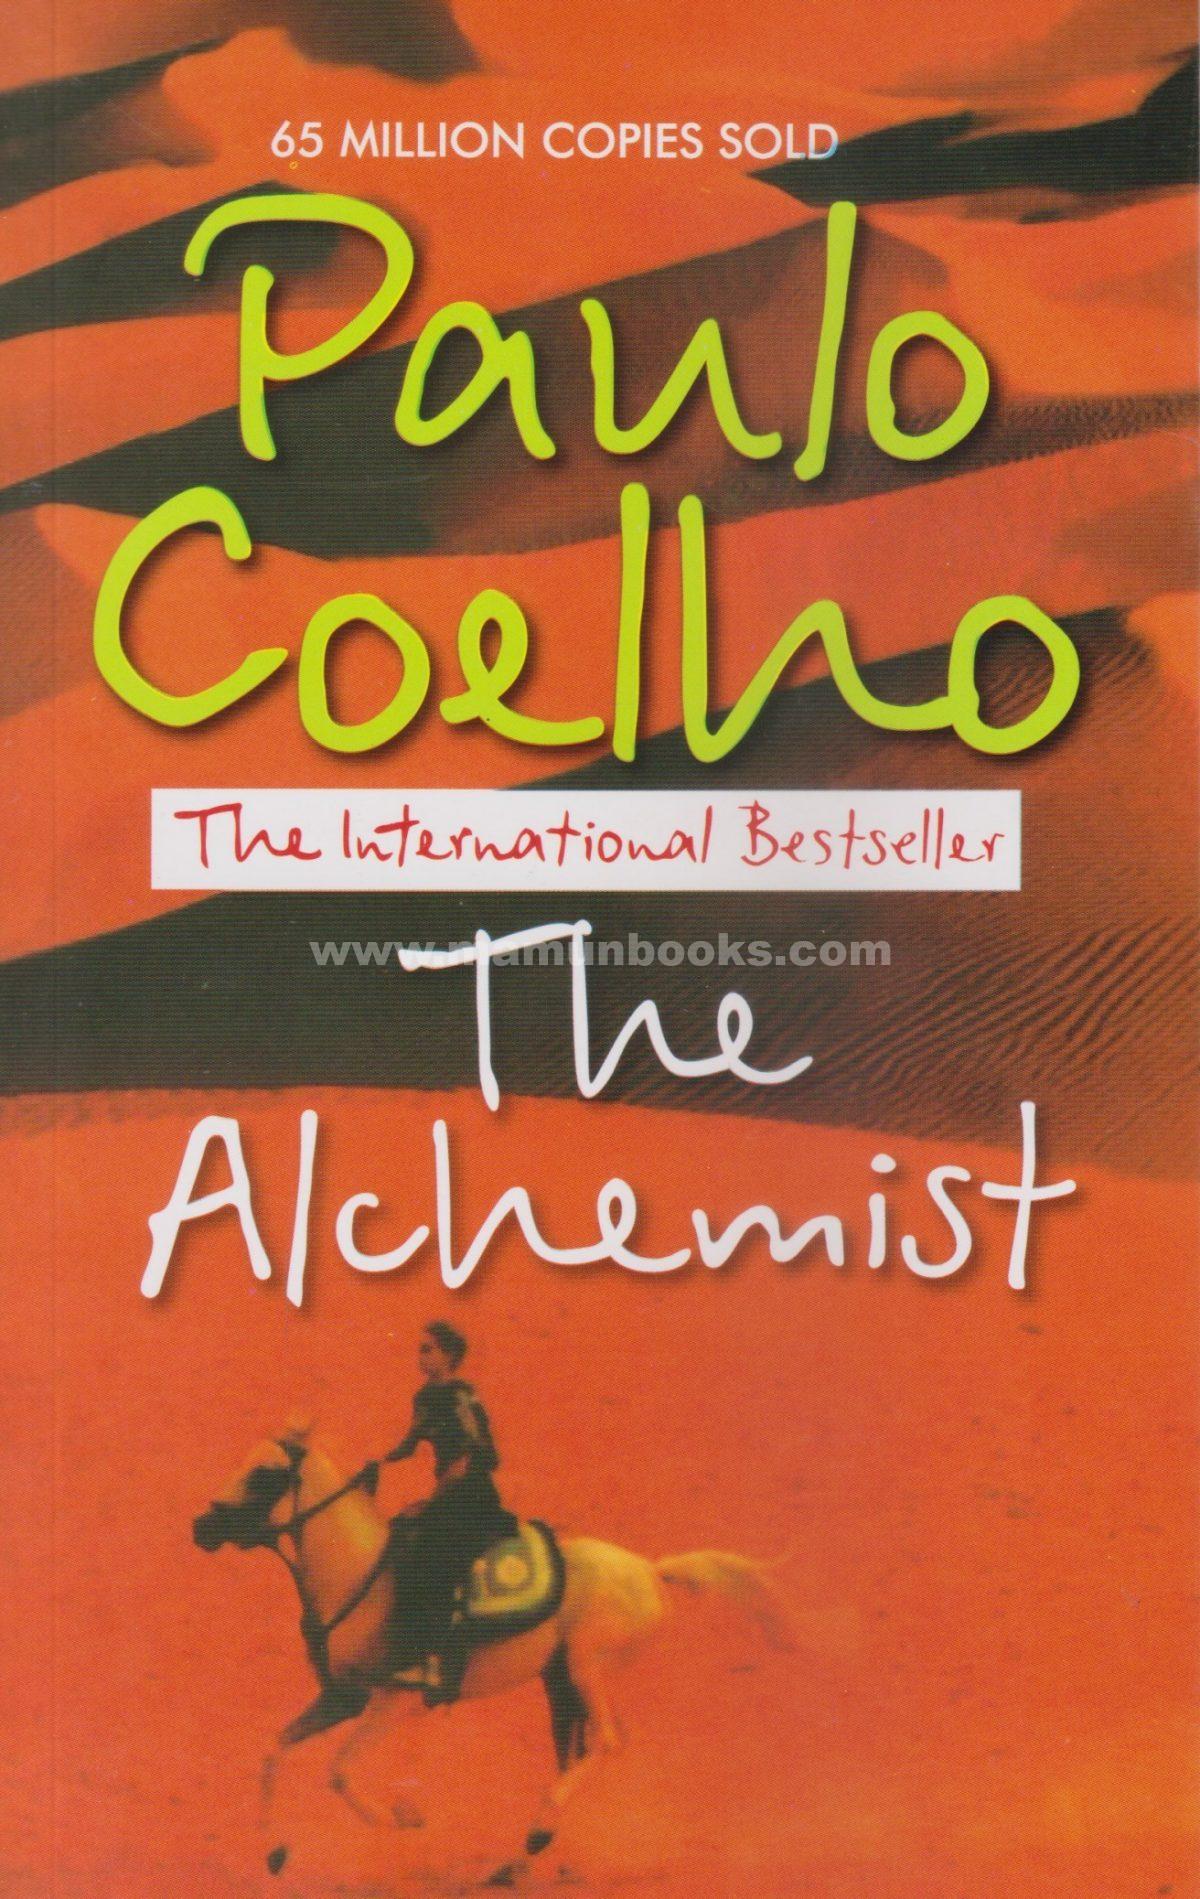 65 MILLION COPIES SOLD
Paulo
Coelho
The International Bestseller
www.mamunbooks.com
The
Alchemist